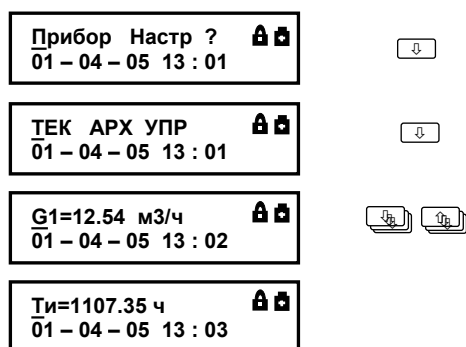 Прибор Настр ?
01 – 04 – 05 13 : 01
ТЕК АРХ УПР
01 – 04 – 05 13 : 01
G1=12.54 м3/ч
01 – 04 – 05 13 : 02
Ти=1107.35 ч
01 – 04 – 05 13 : 03